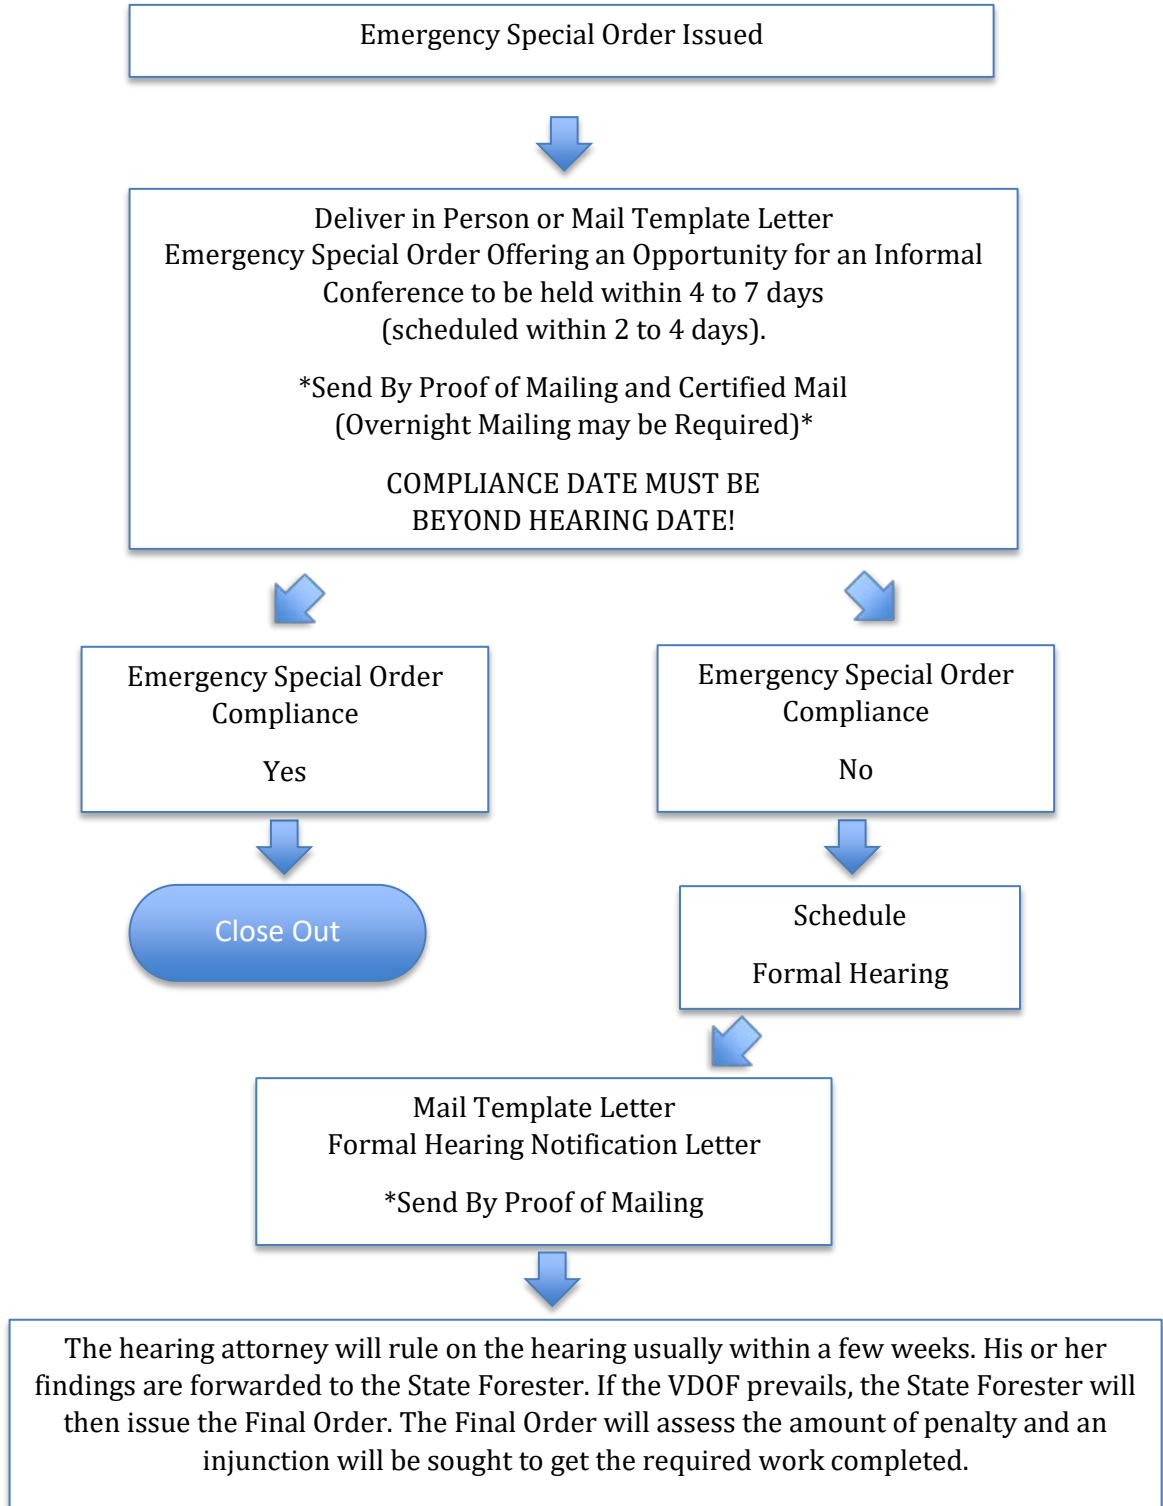 Emergency Special Order Issued
Deliver in Person or Mail Template Letter
Emergency Special Order Offering an Opportunity for an Informal
Conference to be held within 4 to 7 days
(scheduled within 2 to 4 days).
*Send By Proof of Mailing and Certified Mail
(Overnight Mailing may be Required)*
COMPLIANCE DATE MUST BE
BEYOND HEARING DATE!
Emergency Special Order
Compliance
Yes
Emergency Special Order
Compliance
No
Close Out
Schedule
Formal Hearing
Mail Template Letter
Formal Hearing Notification Letter
*Send By Proof of Mailing
The hearing attorney will rule on the hearing usually within a few weeks. His or her
findings are forwarded to the State Forester. If the VDOF prevails, the State Forester will
then issue the Final Order. The Final Order will assess the amount of penalty and an
injunction will be sought to get the required work completed.